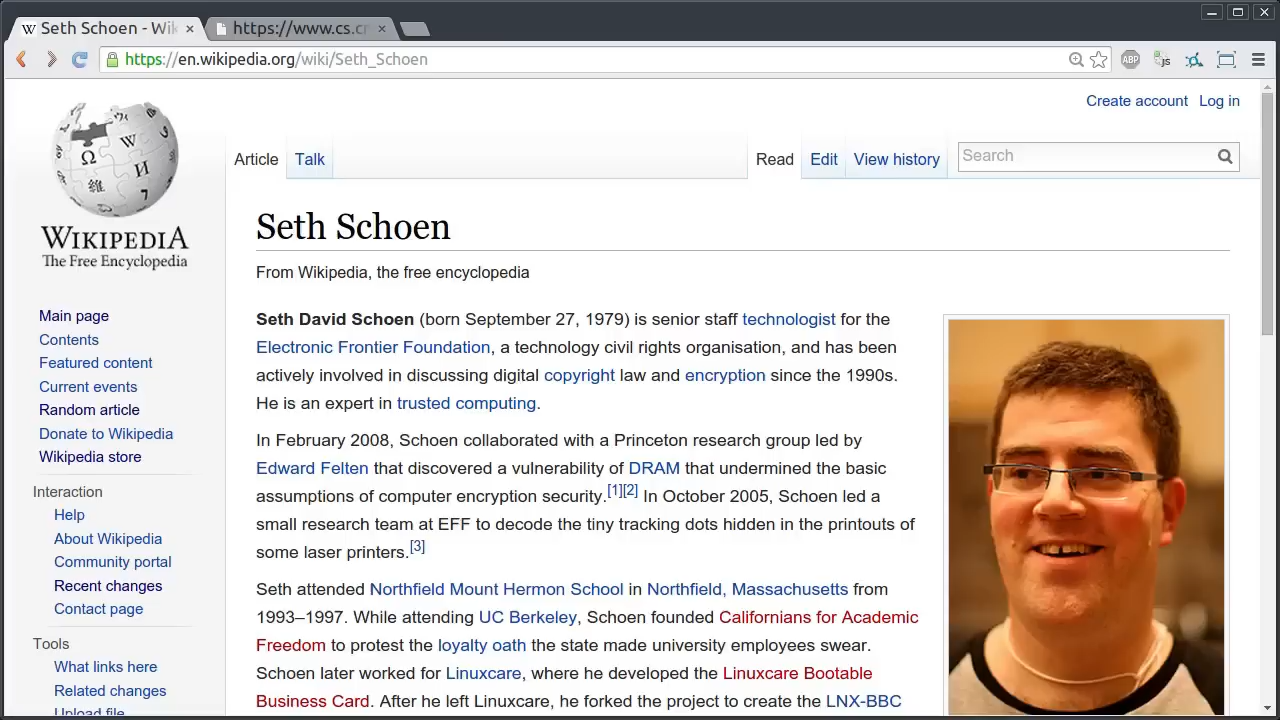 Seth Schoen - Wik
https://www.cs.c
https://en.wikipedia.org/wiki/Seth_Schoen
ABP
js
Create account Log in
Article Talk Read Edit View history Search
WIKIPEDIA
The Free Encyclopedia
Main page
Contents
Featured content
Current events
Random article
Donate to Wikipedia
Wikipedia store
Interaction
Help
About Wikipedia
Community portal
Recent changes
Contact page
Tools
What links here
Related changes
Upload file
Seth Schoen
From Wikipedia, the free encyclopedia
Seth David Schoen (born September 27, 1979) is senior staff technologist for the
Electronic Frontier Foundation, a technology civil rights organisation, and has been
actively involved in discussing digital copyright law and encryption since the 1990s.
He is an expert in trusted computing.
In February 2008, Schoen collaborated with a Princeton research group led by
Edward Felten that discovered a vulnerability of DRAM that undermined the basic
assumptions of computer encryption security.[1][2] In October 2005, Schoen led a
small research team at EFF to decode the tiny tracking dots hidden in the printouts of
some laser printers.[3]
Seth attended Northfield Mount Hermon School in Northfield, Massachusetts from
1993–1997. While attending UC Berkeley, Schoen founded Californians for Academic
Freedom to protest the loyalty oath the state made university employees swear.
Schoen later worked for Linuxcare, where he developed the Linuxcare Bootable
Business Card. After he left Linuxcare, he forked the project to create the LNX-BBC